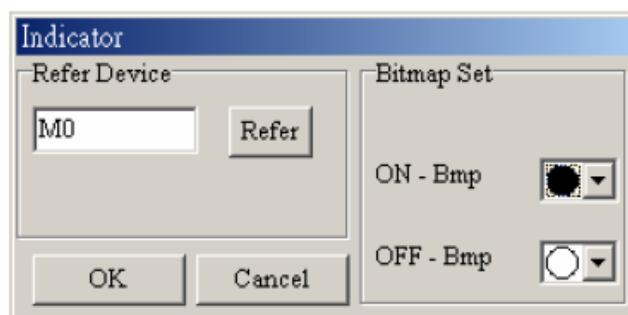 Indicator
Refer Device
M0
Refer
OK
Cancel
Bitmap Set
ON - Bmp
OFF - Bmp